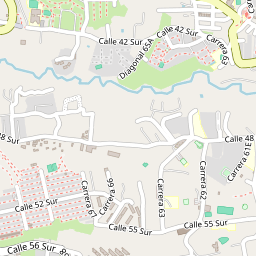 Calle 42 Sur
Calle 42 Sur
Carrera 63
Diagonal 65A
Calle 48
8 Sur
Carrera 61E
Carrera 62
Carrera 66
Carrera 61
Carrera 63
Calle 52 Sur
Calle 55 Sur
Calle 55 Sur
Calle 56 Sur